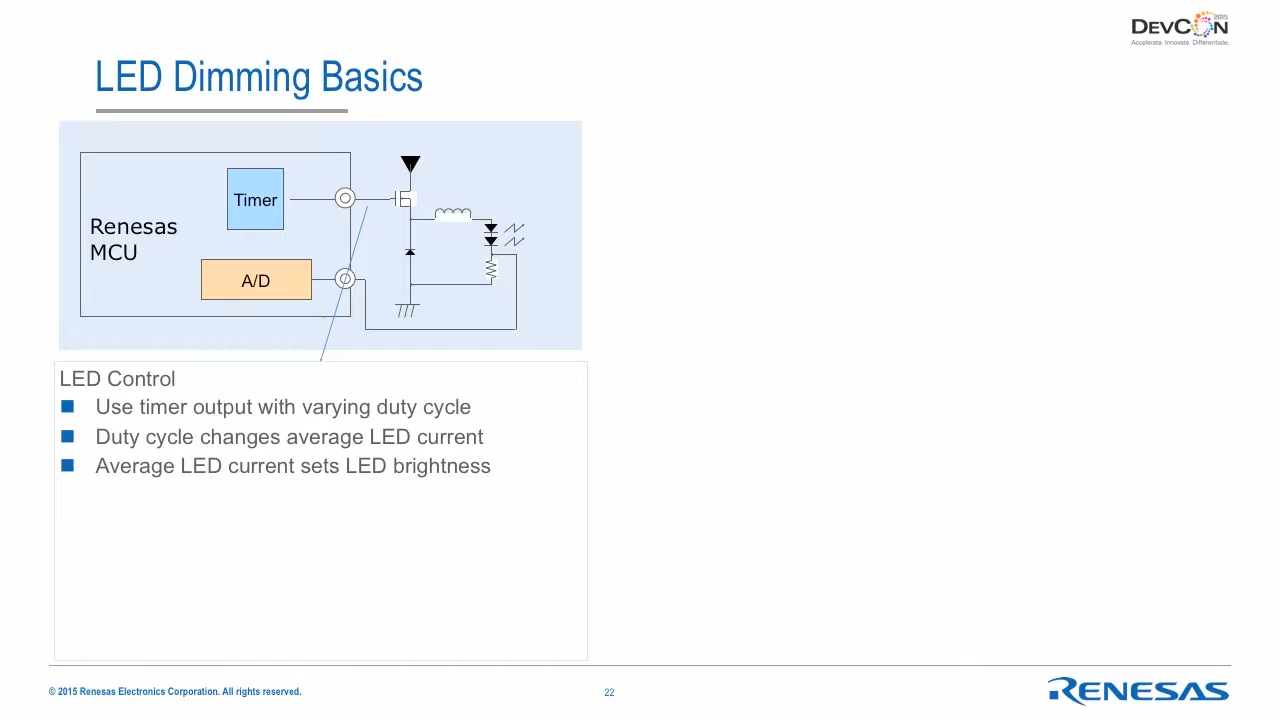 2015
DEVCON
Accelerate. Innovate. Differentiate.
LED Dimming Basics
Timer
Renesas
MCU
A/D
LED Control
Use timer output with varying duty cycle
Duty cycle changes average LED current
Average LED current sets LED brightness
© 2015 Renesas Electronics Corporation. All rights reserved.
22
RENESAS